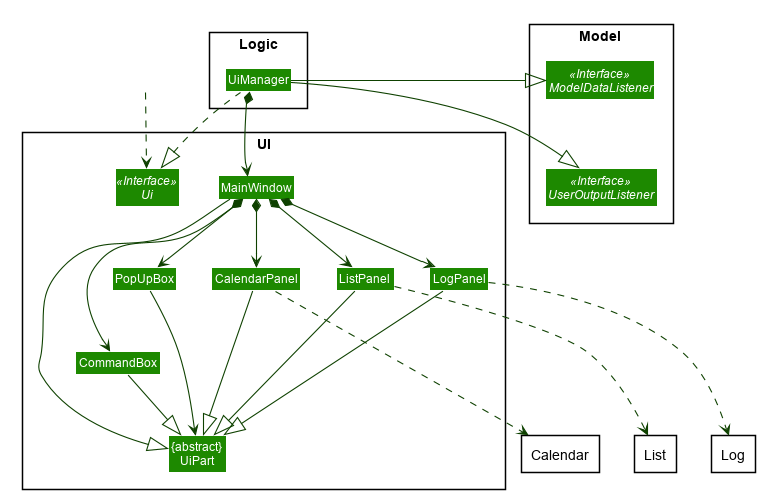 Logic
UiManager
Model
«Interface»
ModelDataListener
«Interface»
UserOutputListener
UI
«Interface»
Ui
MainWindow
PopUpBox
CalendarPanel
ListPanel
LogPanel
CommandBox
{abstract}
UiPart
Calendar
List
Log